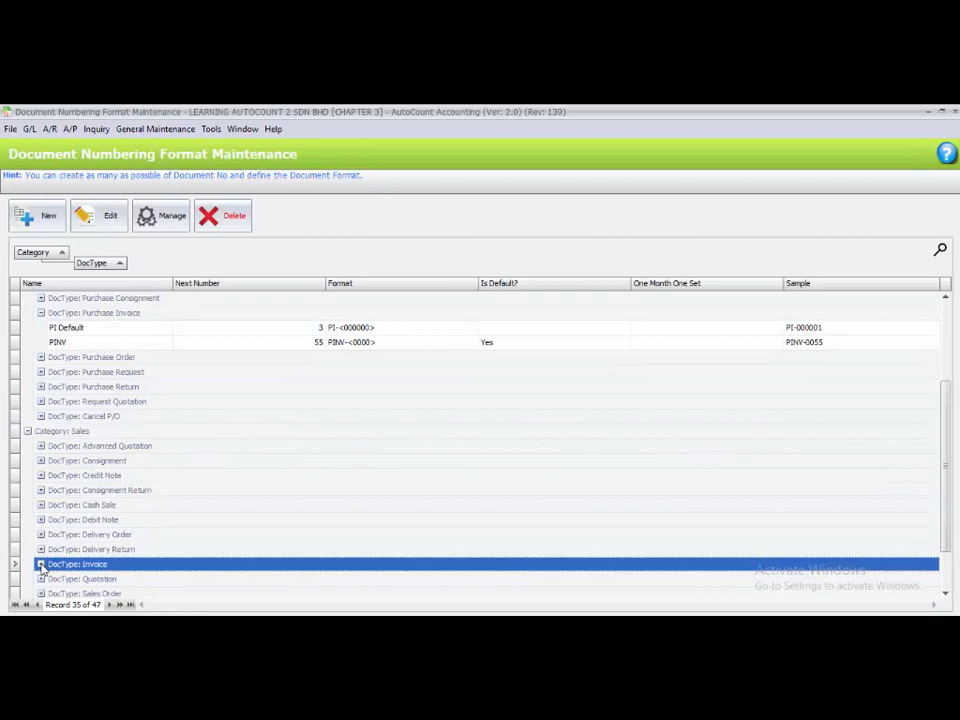 Document Numbering Format Maintenance - LEARNING AUTOCOUNT 2 SDN BHD [CHAPTER 3] - AutoCount Accounting (Ver: 2.0) (Rev: 139)
File G/L A/R A/P Inquiry General Maintenance Tools Window Help
Document Numbering Format Maintenance
?
Hint: You can create as many as possible of Document No and define the Document Format.
New Edit Manage Delete
Category
DocType
Name Next Number Format Is Default? One Month One Set Sample
DocType: Purchase Consignment
DocType: Purchase Invoice
PI Default 3 PI-<000000> PI-000001
PINV 55 PINV-<0000> Yes PINV-0055
DocType: Purchase Order
DocType: Purchase Request
DocType: Purchase Return
DocType: Request Quotation
DocType: Cancel P/O
Category: Sales
DocType: Advanced Quotation
DocType: Consignment
DocType: Credit Note
DocType: Consignment Return
DocType: Cash Sale
DocType: Debit Note
DocType: Delivery Order
DocType: Delivery Return
DocType: Invoice
Activate Windows
DocType: Quotation
Go to Settings to activate Windows.
DocType: Sales Order
Record 35 of 47